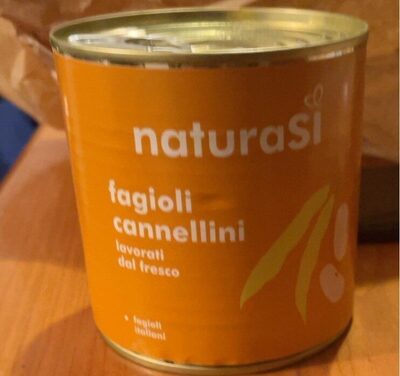 naturasì
fagioli
cannellini
lavorati
dal fresco
• fagioli
italiani